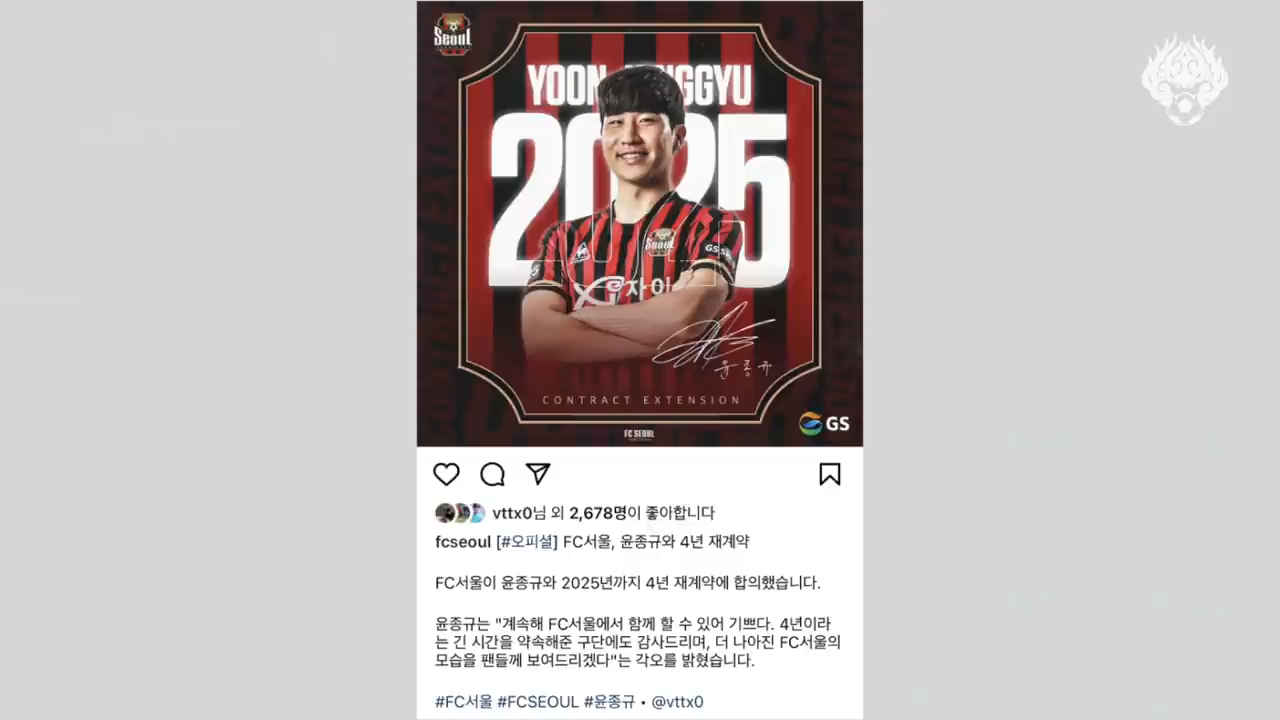 Seoul
YOON JONGGYU
2025
Seoul
GS
자이
윤종규
CONTRACT EXTENSION
GS
FC SEOUL
vttx0님 외 2,678명이 좋아합니다
fcseoul [#오피셜] FC서울, 윤종규와 4년 재계약
FC서울이 윤종규와 2025년까지 4년 재계약에 합의했습니다.
윤종규는 "계속해 FC서울에서 함께 할 수 있어 기쁘다. 4년이라
는 긴 시간을 약속해준 구단에도 감사드리며, 더 나아진 FC서울의
모습을 팬들께 보여드리겠다"는 각오를 밝혔습니다.
#FC서울 #FCSEOUL #윤종규 • @vttx0